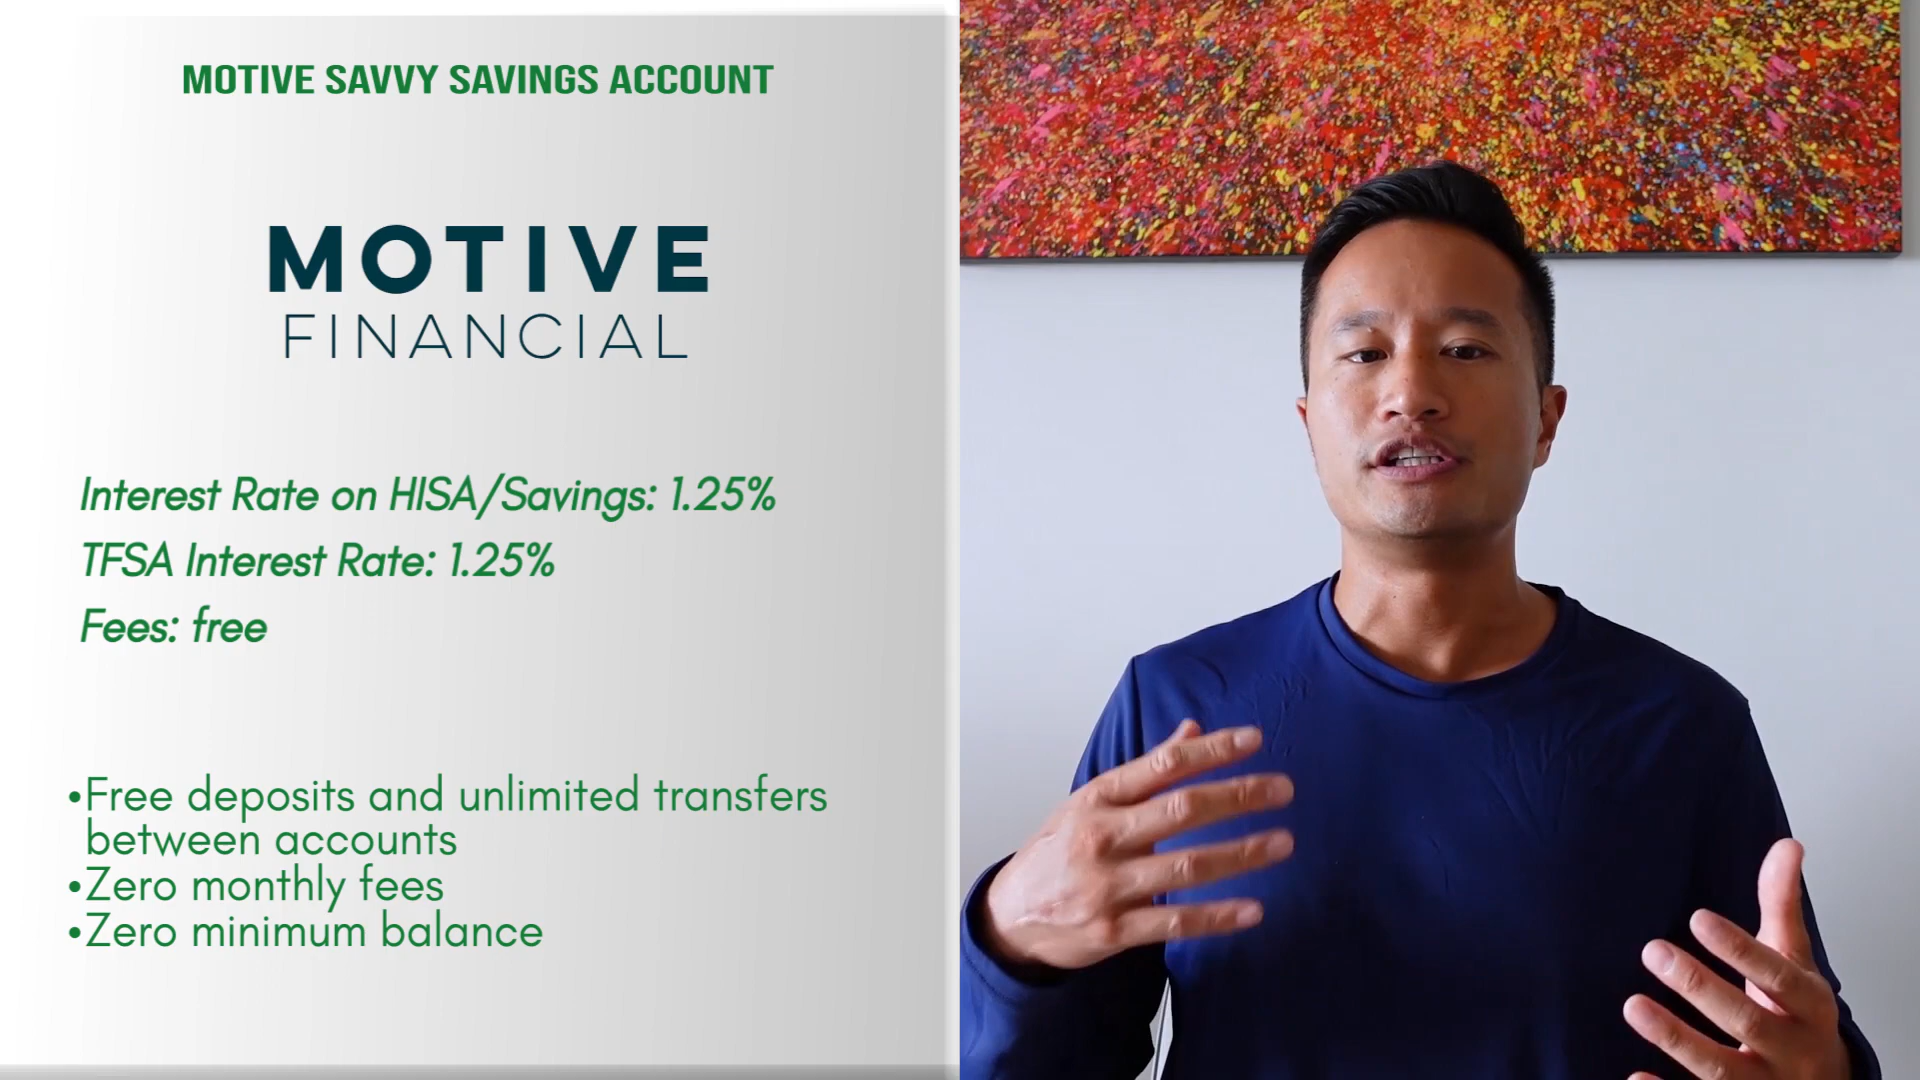 MOTIVE SAVVY SAVINGS ACCOUNT
MOTIVE
FINANCIAL
Interest Rate on HISA/Savings: 1.25%
TFSA Interest Rate: 1.25%
Fees: free
•Free deposits and unlimited transfers
between accounts
•Zero monthly fees
•Zero minimum balance